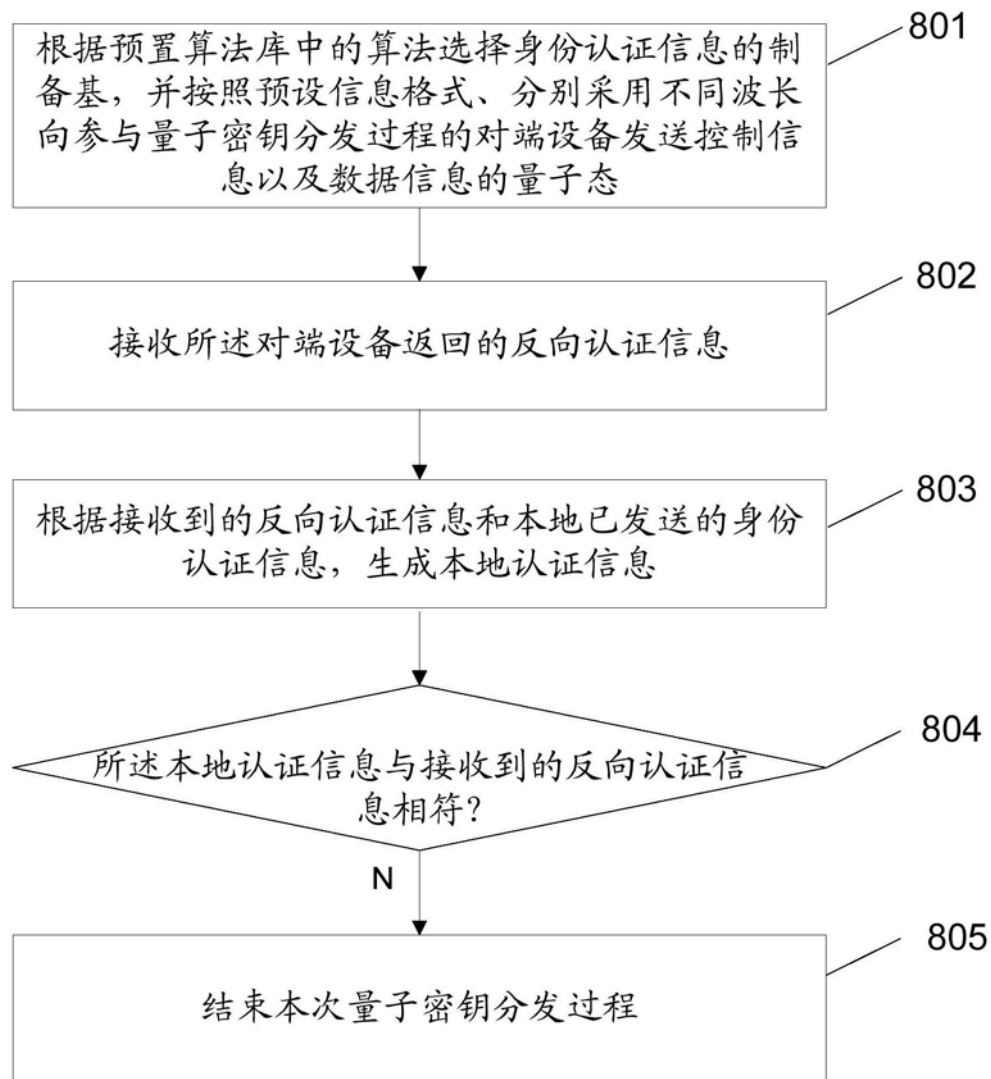 根据预置算法库中的算法选择身份认证信息的制
备基，并按照预设信息格式、分别采用不同波长
向参与量子密钥分发过程的对端设备发送控制信
息以及数据信息的量子态
801
接收所述对端设备返回的反向认证信息
802
根据接收到的反向认证信息和本地已发送的身份
认证信息，生成本地认证信息
803
所述本地认证信息与接收到的反向认证信
息相符？
804
N
结束本次量子密钥分发过程
805